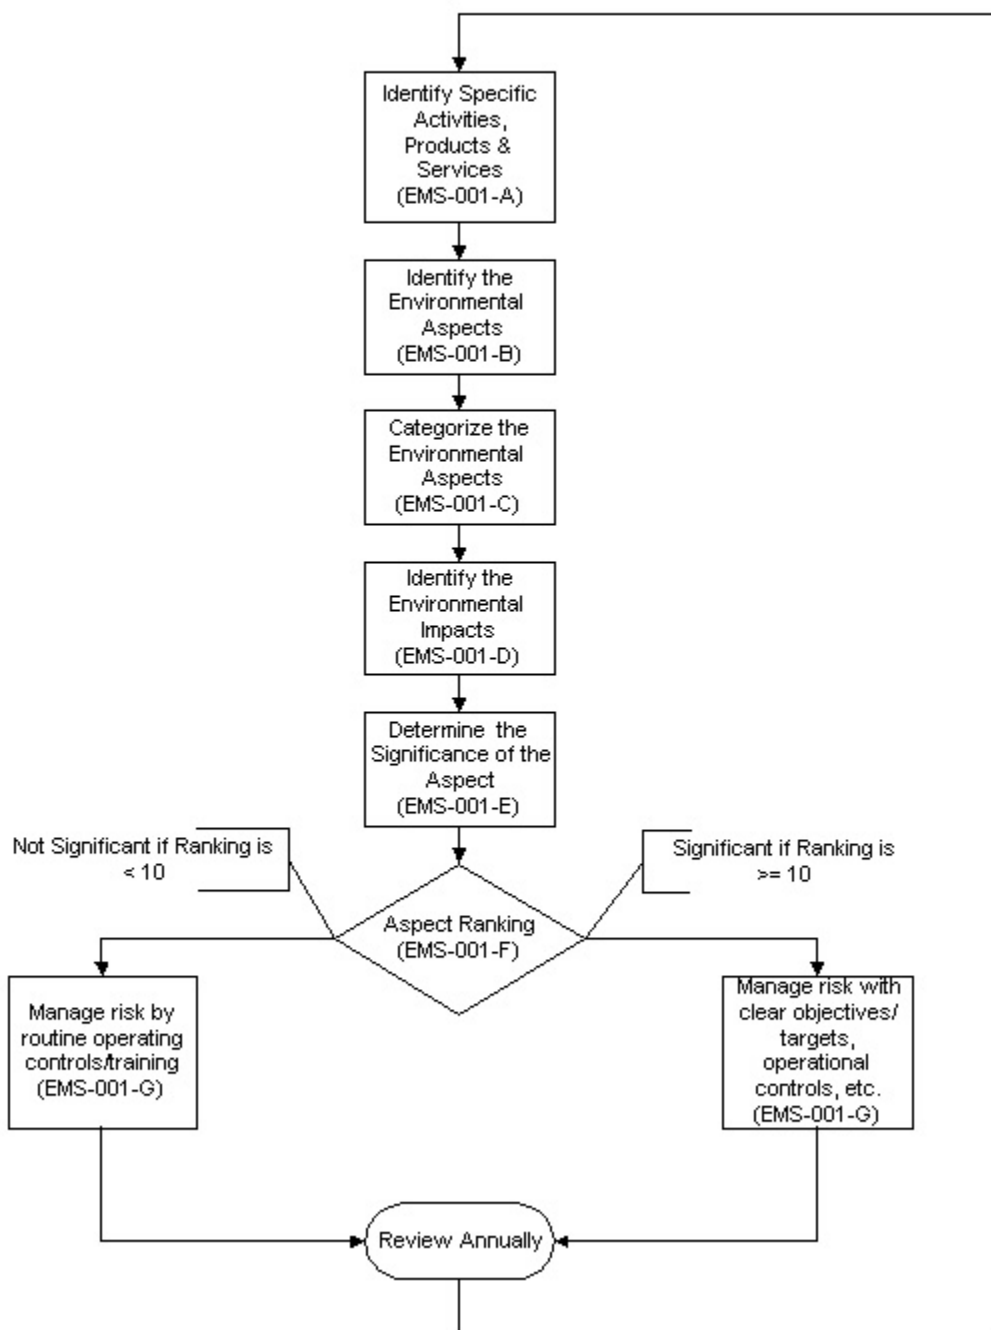 Identify Specific
Activities,
Products &
Services
(EMS-001-A)
Identify the
Environmental
Aspects
(EMS-001-B)
Categorize the
Environmental
Aspects
(EMS-001-C)
Identify the
Environmental
Impacts
(EMS-001-D)
Determine the
Significance of the
Aspect
(EMS-001-E)
Not Significant if Ranking is
< 10
Significant if Ranking is
>= 10
Aspect Ranking
(EMS-001-F)
Manage risk by
routine operating
controls/training
(EMS-001-G)
Manage risk with
clear objectives/
targets,
operational
controls, etc.
(EMS-001-G)
Review Annually